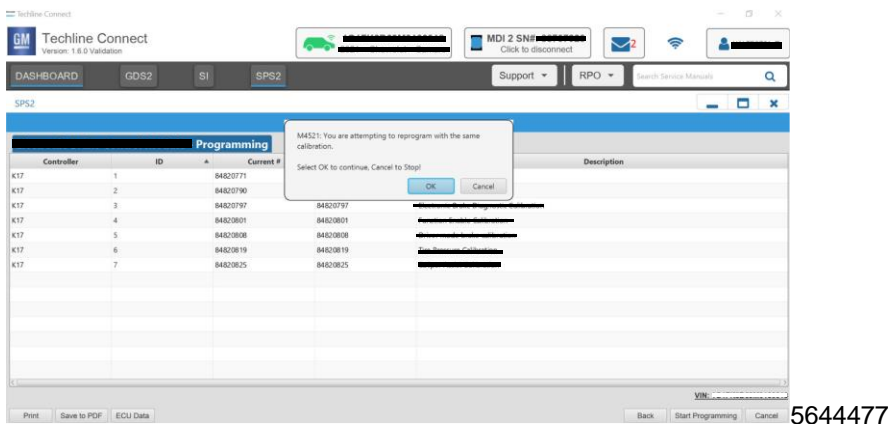 Techline Connect
GM
Techline Connect
Version: 1.6.0 Validation
MDI 2 SN#
Click to disconnect
2
DASHBOARD GDS2 SI SPS2 Support RPO Search Service Manuals
SPS2
Programming
M4521: You are attempting to reprogram with the same
calibration.
Select OK to continue, Cancel to Stop!
OK Cancel
Controller ID Current # Description
K17 1 84820771
K17 2 84820790
K17 3 84820797 84820797
K17 4 84820801 84820801
K17 5 84820808 84820808
K17 6 84820819 84820819
K17 7 84820825 84820825
VIN:
Print Save to PDF ECU Data Back Start Programming Cancel
5644477